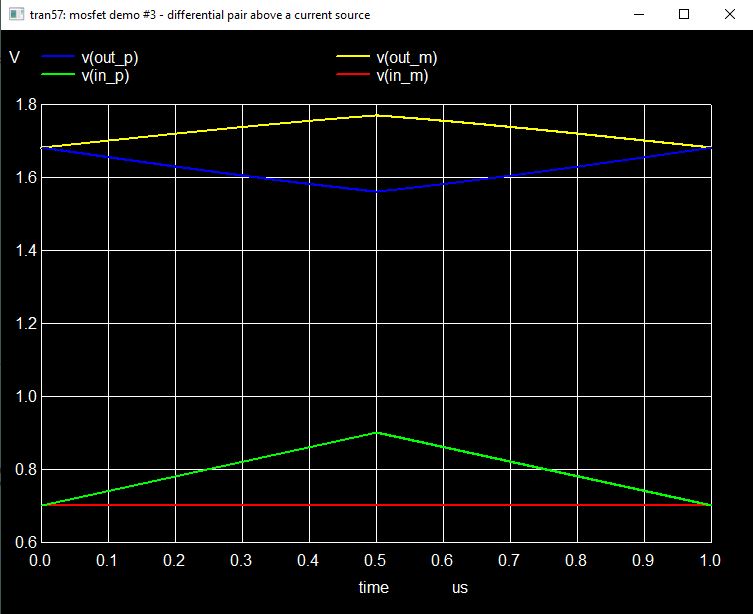 tran57: mosfet demo #3 - differential pair above a current source
V
v(out_p) v(out_m)
v(in_p) v(in_m)
1.8
1.6
1.4
1.2
1.0
0.8
0.6
0.0 0.1 0.2 0.3 0.4 0.5 0.6 0.7 0.8 0.9 1.0
time us